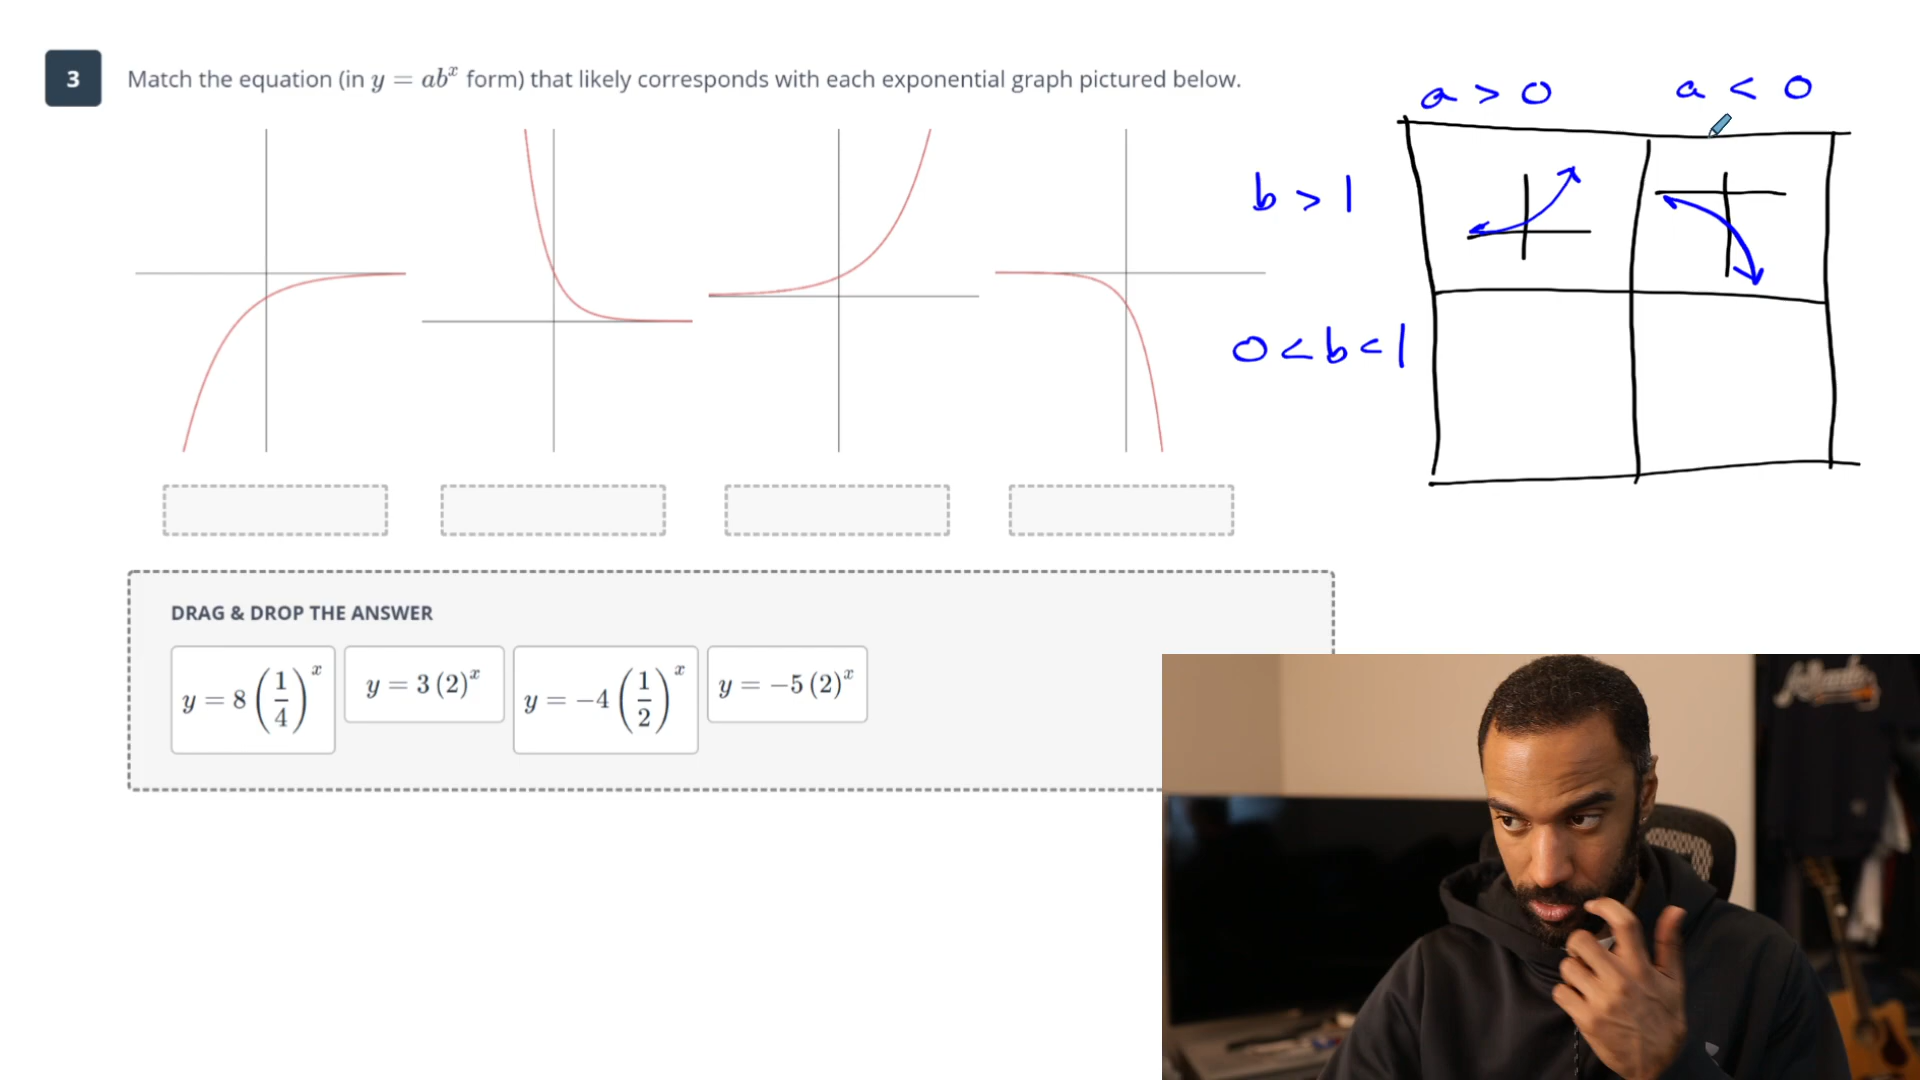 3
Match the equation (in y = ab^x form) that likely corresponds with each exponential graph pictured below.
a > 0
a < 0
b > 1
0 < b < 1
DRAG & DROP THE ANSWER
y = 8 (1/4)^x
y = 3 (2)^x
y = −4 (1/2)^x
y = −5 (2)^x